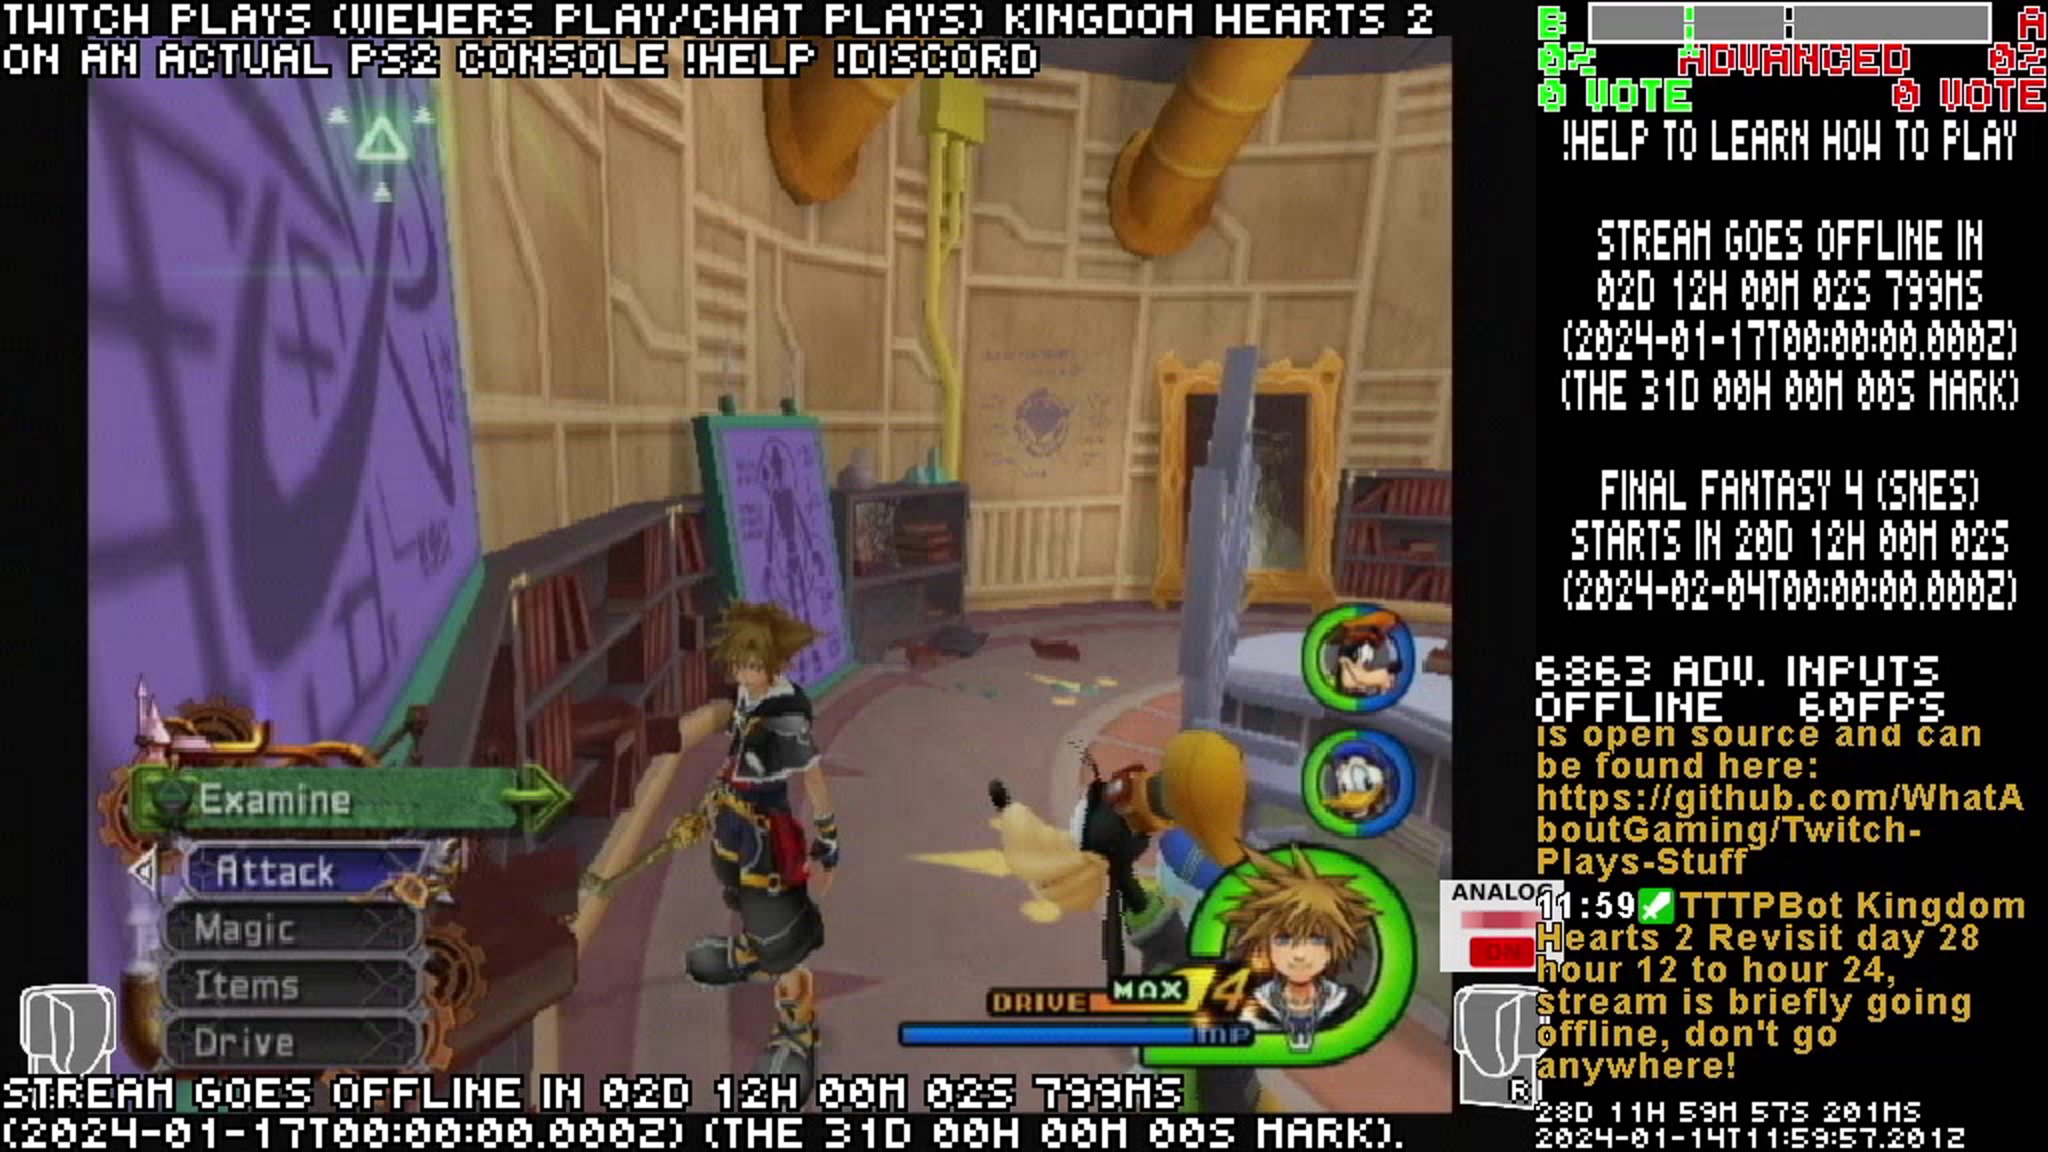 TWITCH PLAYS (VIEWERS PLAY/CHAT PLAYS) KINGDOM HEARTS 2
ON AN ACTUAL PS2 CONSOLE !HELP !DISCORD
B
A
0%
ADVANCED
0%
0 VOTE
0 VOTE
!HELP TO LEARN HOW TO PLAY
STREAM GOES OFFLINE IN
02D 12H 00M 02S 799MS
(2024-01-17T00:00:00.000Z)
(THE 31D 00H 00M 00S MARK)
FINAL FANTASY 4 (SNES)
STARTS IN 20D 12H 00M 02S
(2024-02-04T00:00:00.000Z)
6863 ADV. INPUTS
OFFLINE 60FPS
is open source and can
be found here:
https://github.com/WhatA
boutGaming/Twitch-
Plays-Stuff
11:59 TTTPBot Kingdom
Hearts 2 Revisit day 28
hour 12 to hour 24,
stream is briefly going
offline, don't go
anywhere!
28D 11H 59M 57S 201MS
2024-01-14T11:59:57.201Z
Examine
Attack
Magic
Items
Drive
DRIVE MAX 4
MP
ANALOG
ON
R
STREAM GOES OFFLINE IN 02D 12H 00M 02S 799MS
(2024-01-17T00:00:00.000Z) (THE 31D 00H 00M 00S MARK).